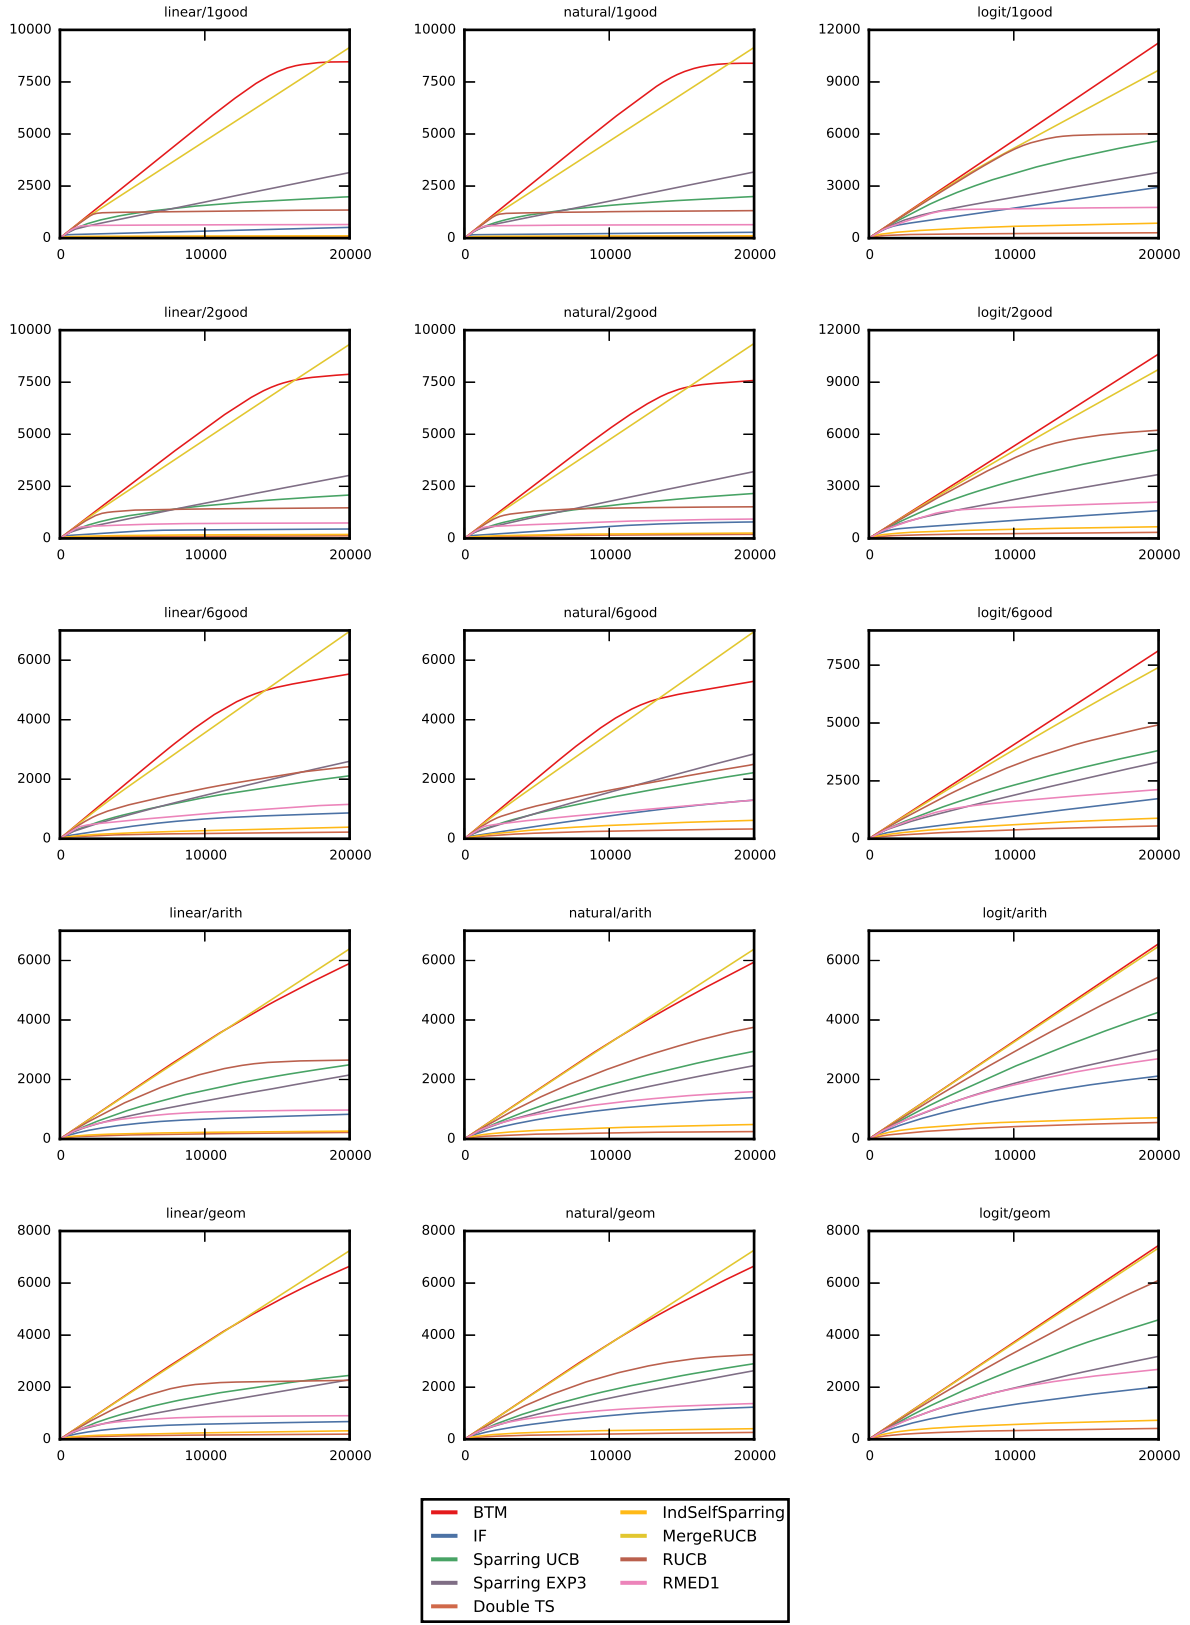 linear/1good natural/1good logit/1good
10000 10000 12000
7500 7500 9000
5000 5000 6000
2500 2500 3000
0 0 0
0 10000 20000 0 10000 20000 0 10000 20000
linear/2good natural/2good logit/2good
10000 10000 12000
7500 7500 9000
5000 5000 6000
2500 2500 3000
0 0 0
0 10000 20000 0 10000 20000 0 10000 20000
linear/6good natural/6good logit/6good
6000 6000 7500
4000 4000 5000
2000 2000 2500
0 0 0
0 10000 20000 0 10000 20000 0 10000 20000
linear/arith natural/arith logit/arith
6000 6000 6000
4000 4000 4000
2000 2000 2000
0 0 0
0 10000 20000 0 10000 20000 0 10000 20000
linear/geom natural/geom logit/geom
8000 8000 8000
6000 6000 6000
4000 4000 4000
2000 2000 2000
0 0 0
0 10000 20000 0 10000 20000 0 10000 20000
BTM IndSelfSparring
IF MergeRUCB
Sparring UCB RUCB
Sparring EXP3 RMED1
Double TS